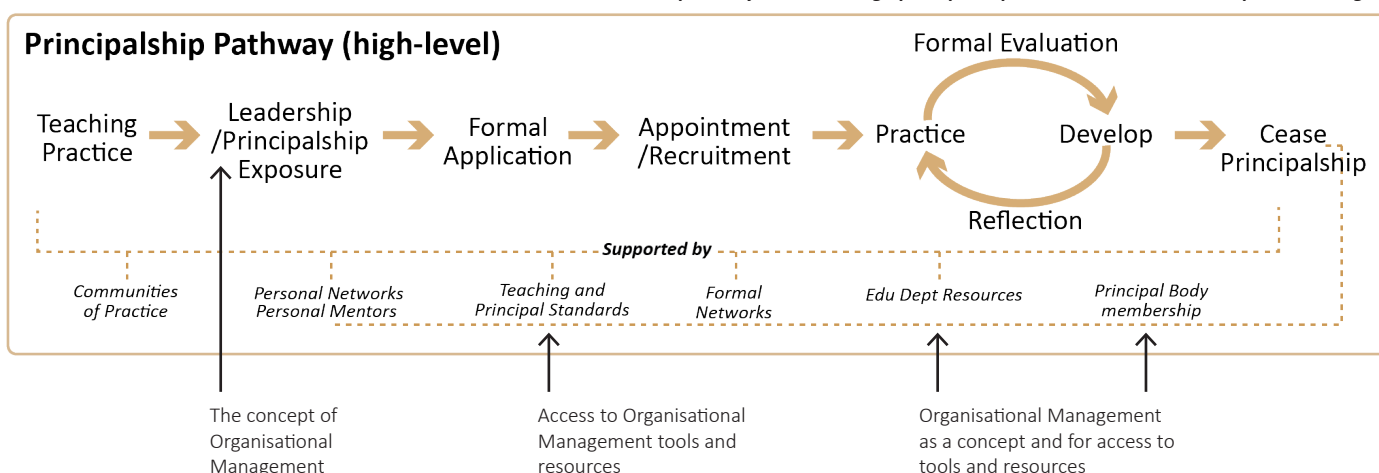 Principalship Pathway (high-level)
Formal Evaluation
Teaching
Practice
Leadership
/Principalship
Exposure
Formal
Application
Appointment
/Recruitment
Practice
Develop
Cease
Principalship
Reflection
Supported by
Communities
of Practice
Personal Networks
Personal Mentors
Teaching and
Principal Standards
Formal
Networks
Edu Dept Resources
Principal Body
membership
The concept of
Organisational
Management
Access to Organisational
Management tools and
resources
Organisational Management
as a concept and for access to
tools and resources